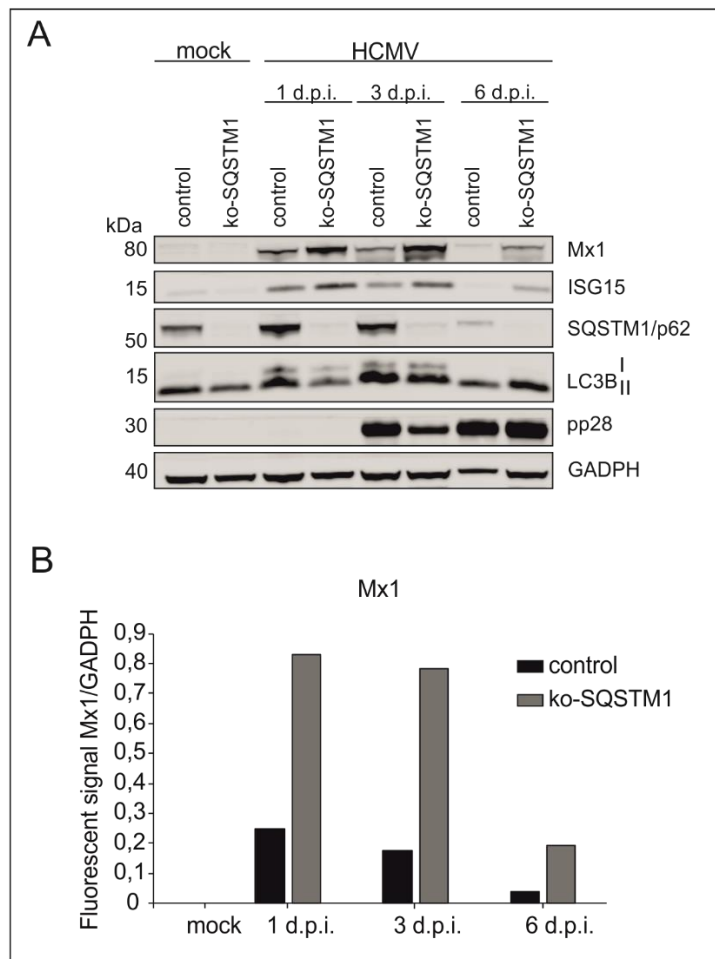 A
mock HCMV
1 d.p.i. 3 d.p.i. 6 d.p.i.
control ko-SQSTM1 control ko-SQSTM1 control ko-SQSTM1 control ko-SQSTM1
kDa
80 Mx1
15 ISG15
50 SQSTM1/p62
15 LC3B I II
30 pp28
40 GADPH
B
Mx1
Fluorescent signal Mx1/GADPH
0,9
0,8
0,7
0,6
0,5
0,4
0,3
0,2
0,1
0
control
ko-SQSTM1
mock 1 d.p.i. 3 d.p.i. 6 d.p.i.